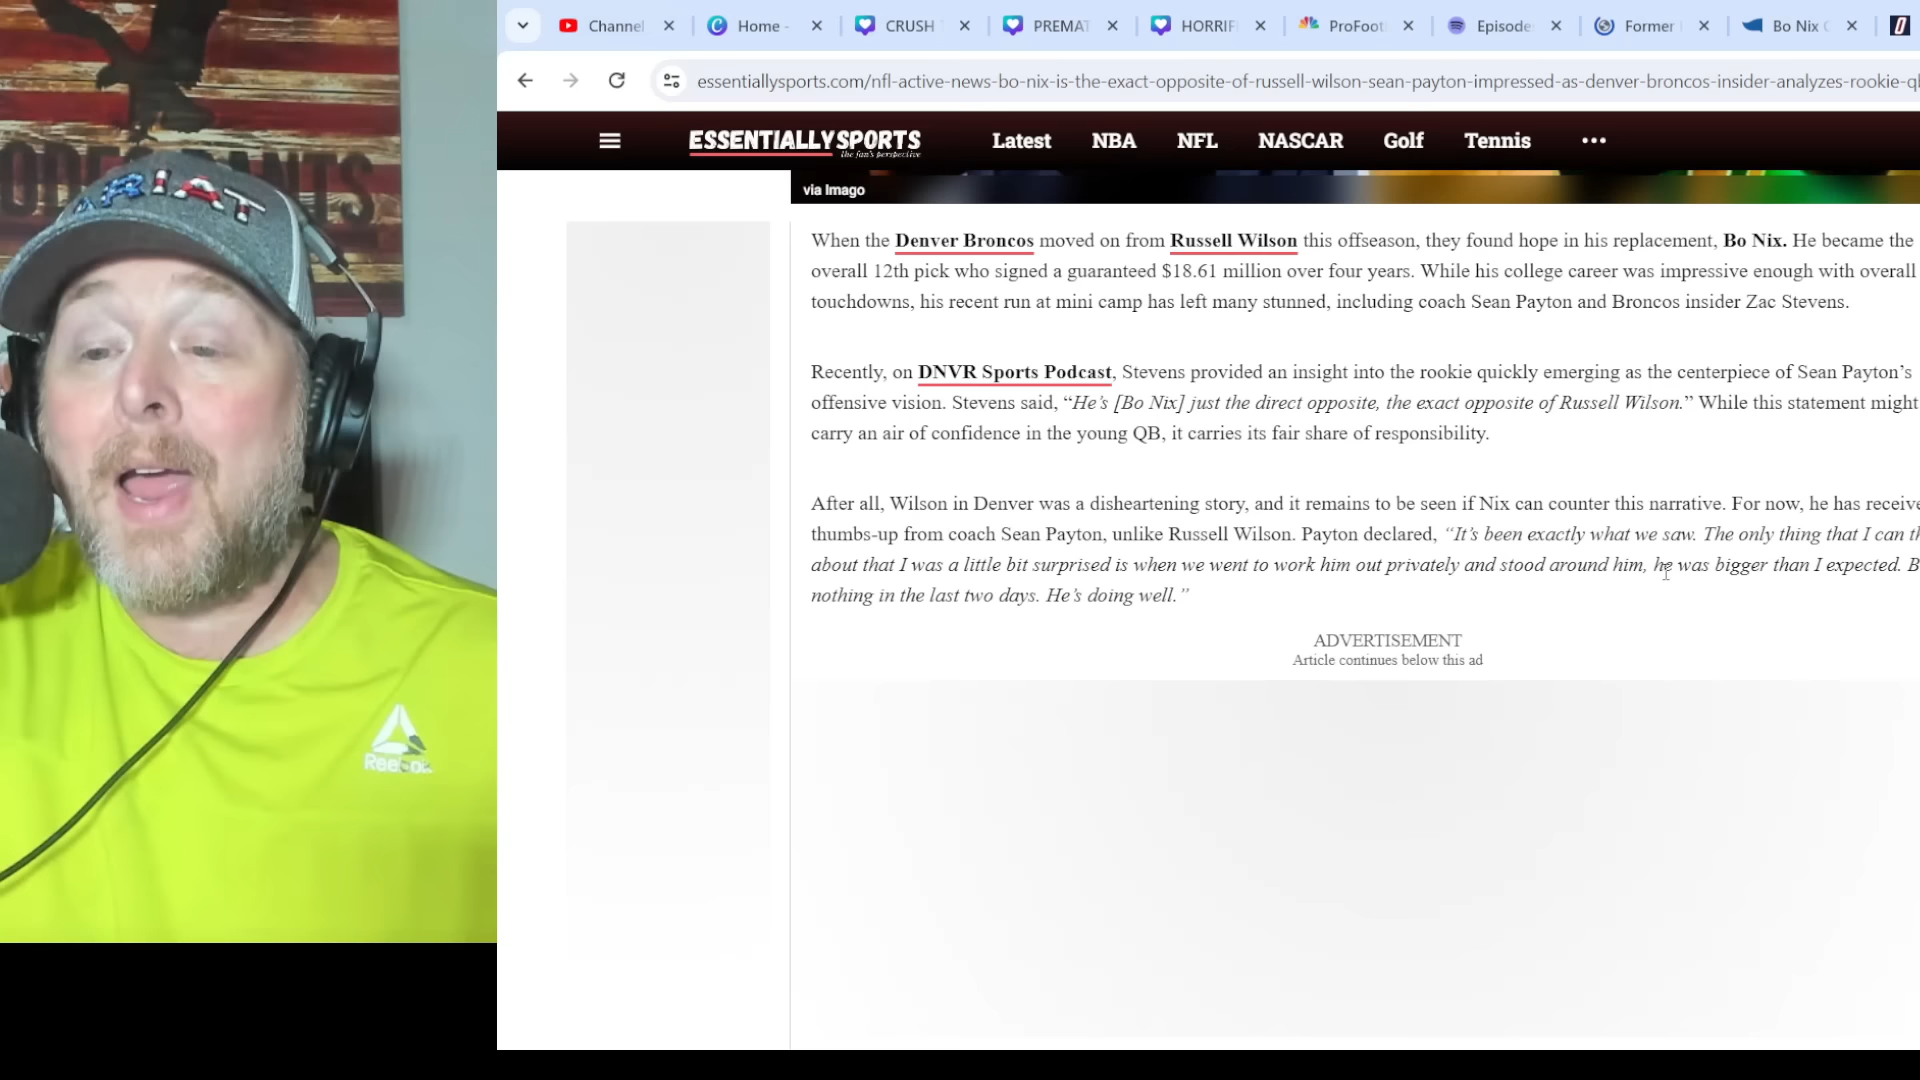 Channel
Home -
CRUSH
PREMAT
HORRIF
ProFoot
Episode
Former
Bo Nix
essentiallysports.com/nfl-active-news-bo-nix-is-the-exact-opposite-of-russell-wilson-sean-payton-impressed-as-denver-broncos-insider-analyzes-rookie-q
ESSENTIALLYSPORTS
the fan's perspective
Latest
NBA
NFL
NASCAR
Golf
Tennis
ARIAT
via Imago
When the Denver Broncos moved on from Russell Wilson this offseason, they found hope in his replacement, Bo Nix. He became the
overall 12th pick who signed a guaranteed $18.61 million over four years. While his college career was impressive enough with overall
touchdowns, his recent run at mini camp has left many stunned, including coach Sean Payton and Broncos insider Zac Stevens.
Recently, on DNVR Sports Podcast, Stevens provided an insight into the rookie quickly emerging as the centerpiece of Sean Payton’s
offensive vision. Stevens said, “He’s [Bo Nix] just the direct opposite, the exact opposite of Russell Wilson.” While this statement might
carry an air of confidence in the young QB, it carries its fair share of responsibility.
After all, Wilson in Denver was a disheartening story, and it remains to be seen if Nix can counter this narrative. For now, he has receive
thumbs-up from coach Sean Payton, unlike Russell Wilson. Payton declared, “It’s been exactly what we saw. The only thing that I can th
about that I was a little bit surprised is when we went to work him out privately and stood around him, he was bigger than I expected. B
nothing in the last two days. He’s doing well.”
ADVERTISEMENT
Article continues below this ad
Reebok